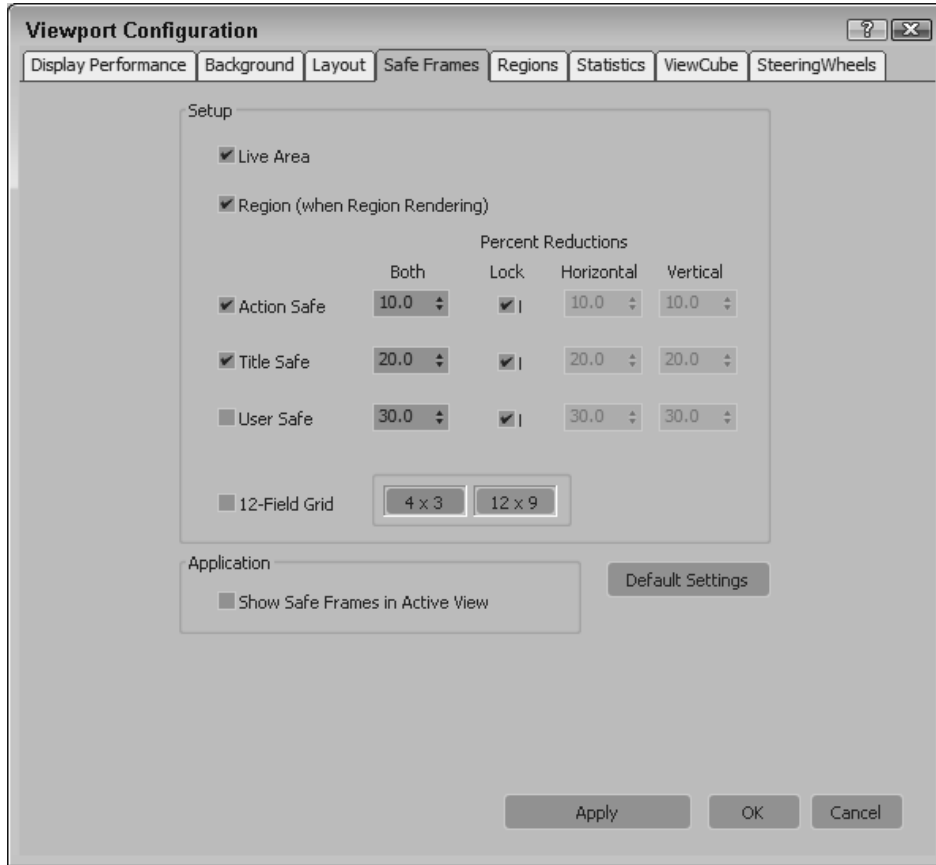 Viewport Configuration
Display Performance Background Layout Safe Frames Regions Statistics ViewCube SteeringWheels
Setup
Live Area
Region (when Region Rendering)
Percent Reductions
Both Lock Horizontal Vertical
Action Safe 10.0 10.0 10.0
Title Safe 20.0 20.0 20.0
User Safe 30.0 30.0 30.0
12-Field Grid 4 x 3 12 x 9
Application
Show Safe Frames in Active View
Default Settings
Apply OK Cancel